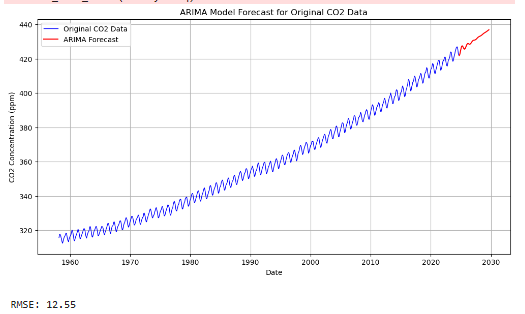 ARIMA Model Forecast for Original CO2 Data
Original CO2 Data
ARIMA Forecast
CO2 Concentration (ppm)
440
420
400
380
360
340
320
1960 1970 1980 1990 2000 2010 2020 2030
Date
RMSE: 12.55